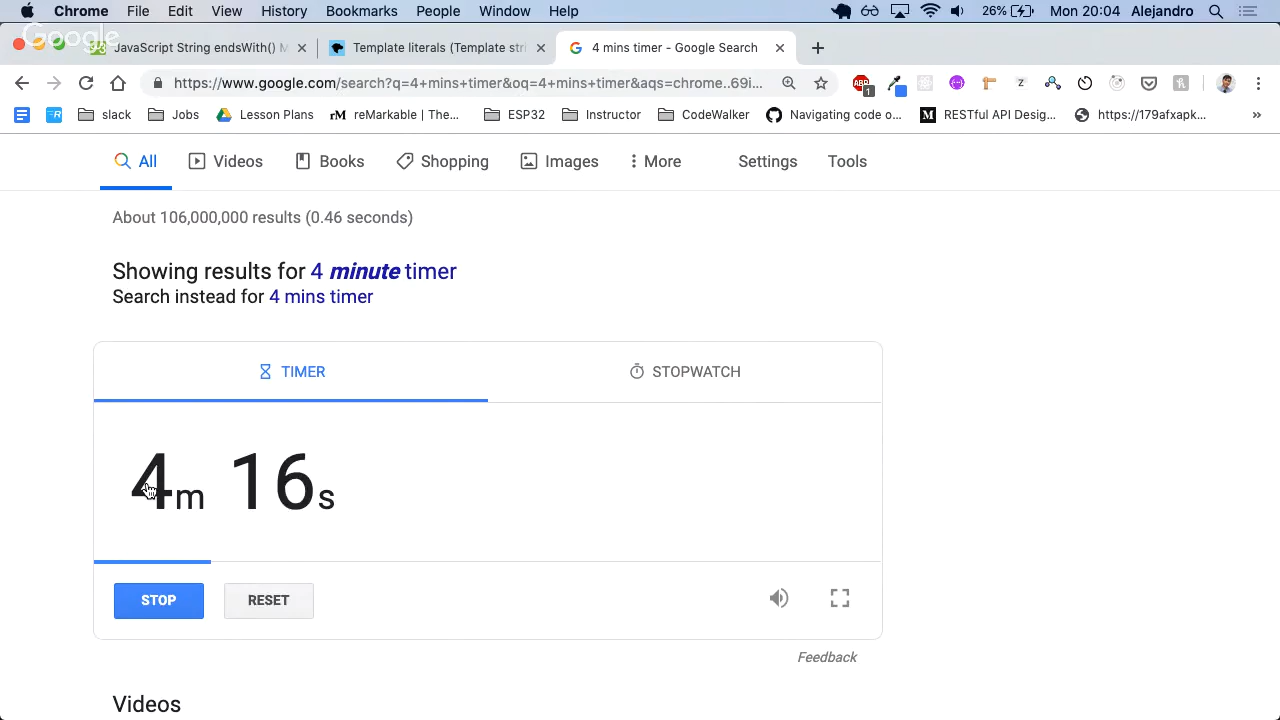 Chrome File Edit View History Bookmarks People Window Help 26% Mon 20:04 Alejandro
Google
JavaScript String endsWith() M Template literals (Template stri 4 mins timer - Google Search
https://www.google.com/search?q=4+mins+timer&oq=4+mins+timer&aqs=chrome..69i...
slack Jobs Lesson Plans reMarkable | The... ESP32 Instructor CodeWalker Navigating code o... RESTful API Desig... https://179afxapk...
All Videos Books Shopping Images More Settings Tools
About 106,000,000 results (0.46 seconds)
Showing results for 4 minute timer
Search instead for 4 mins timer
TIMER STOPWATCH
4m 16s
STOP RESET
Feedback
Videos